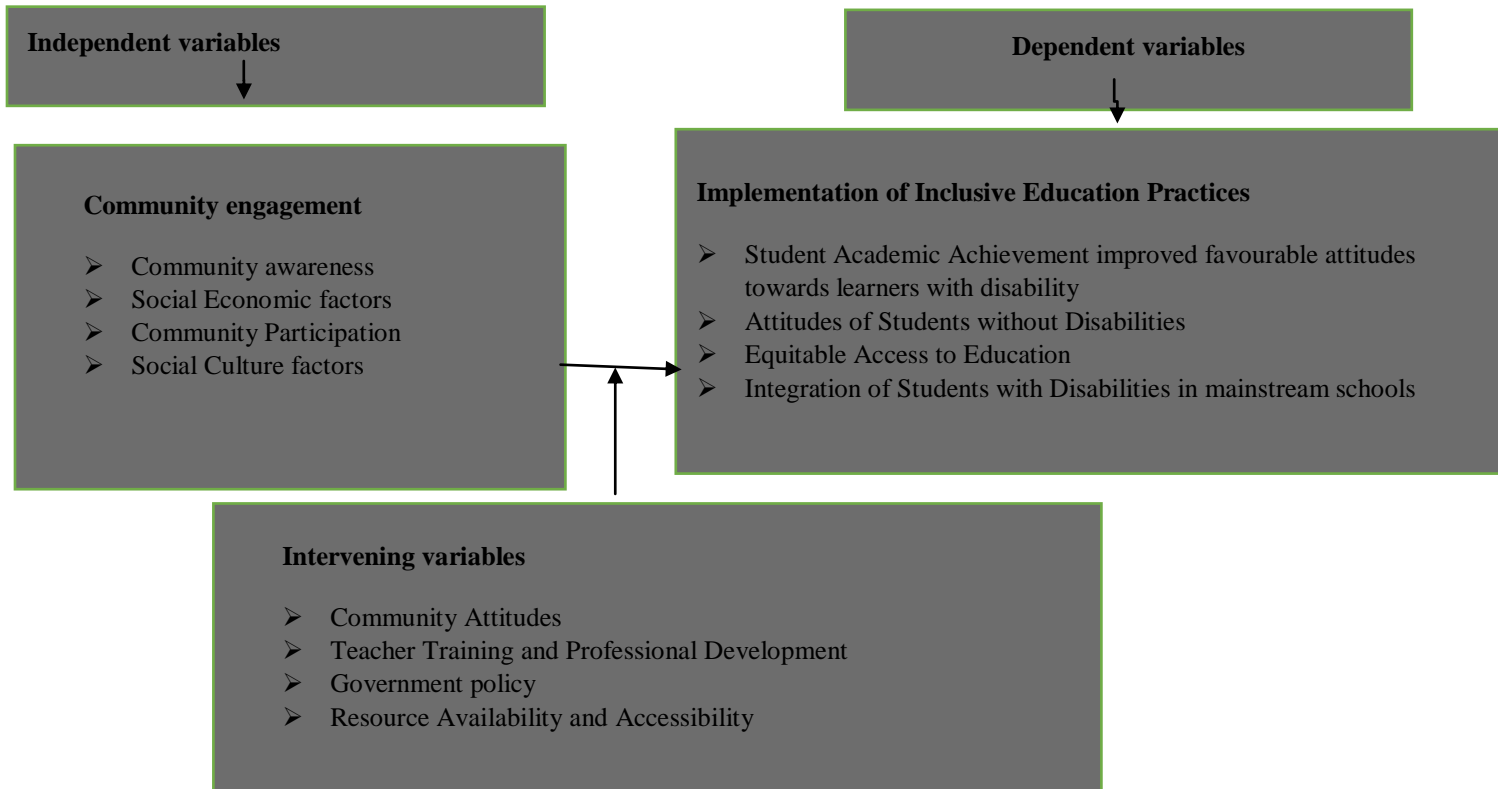 Independent variables
Dependent variables
Community engagement
➢ Community awareness
➢ Social Economic factors
➢ Community Participation
➢ Social Culture factors
Implementation of Inclusive Education Practices
➢ Student Academic Achievement improved favourable attitudes
towards learners with disability
➢ Attitudes of Students without Disabilities
➢ Equitable Access to Education
➢ Integration of Students with Disabilities in mainstream schools
Intervening variables
➢ Community Attitudes
➢ Teacher Training and Professional Development
➢ Government policy
➢ Resource Availability and Accessibility